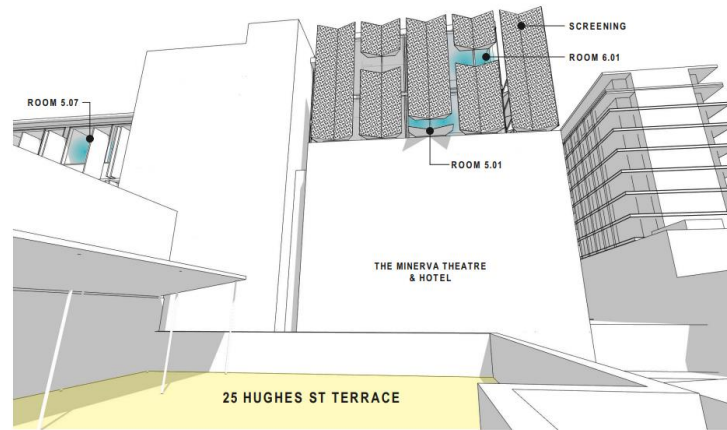 SCREENING
ROOM 6.01
ROOM 5.07
ROOM 5.01
THE MINERVA THEATRE
& HOTEL
25 HUGHES ST TERRACE